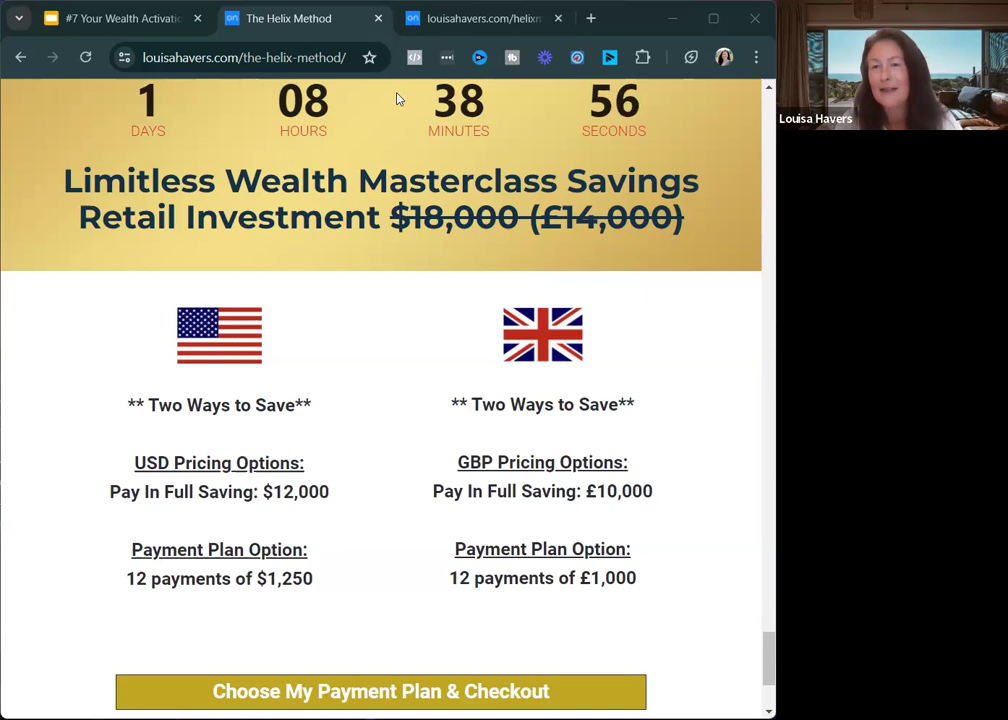 #7 Your Wealth Activatic
The Helix Method
louisahavers.com/helixm
louisahavers.com/the-helix-method/
Louisa Havers
1 08 38 56
DAYS HOURS MINUTES SECONDS
Limitless Wealth Masterclass Savings
Retail Investment $18,000 (£14,000)
** Two Ways to Save**
USD Pricing Options:
Pay In Full Saving: $12,000
Payment Plan Option:
12 payments of $1,250
** Two Ways to Save**
GBP Pricing Options:
Pay In Full Saving: £10,000
Payment Plan Option:
12 payments of £1,000
Choose My Payment Plan & Checkout